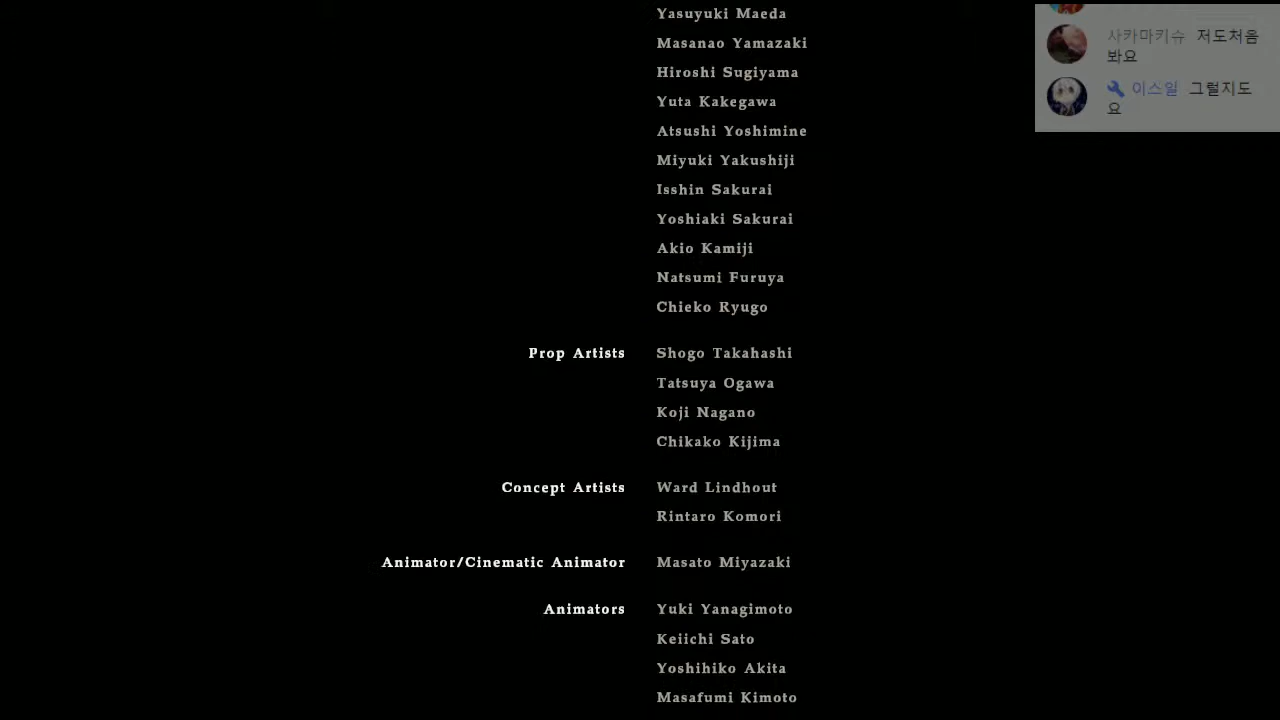 Yasuyuki Maeda
Masanao Yamazaki
Hiroshi Sugiyama
Yuta Kakegawa
Atsushi Yoshimine
Miyuki Yakushiji
Isshin Sakurai
Yoshiaki Sakurai
Akio Kamiji
Natsumi Furuya
Chieko Ryugo
Prop Artists Shogo Takahashi
Tatsuya Ogawa
Koji Nagano
Chikako Kijima
Concept Artists Ward Lindhout
Rintaro Komori
Animator/Cinematic Animator Masato Miyazaki
Animators Yuki Yanagimoto
Keiichi Sato
Yoshihiko Akita
Masafumi Kimoto
사카마키슈 저도처음
봐요
이스일 그럴지도
요